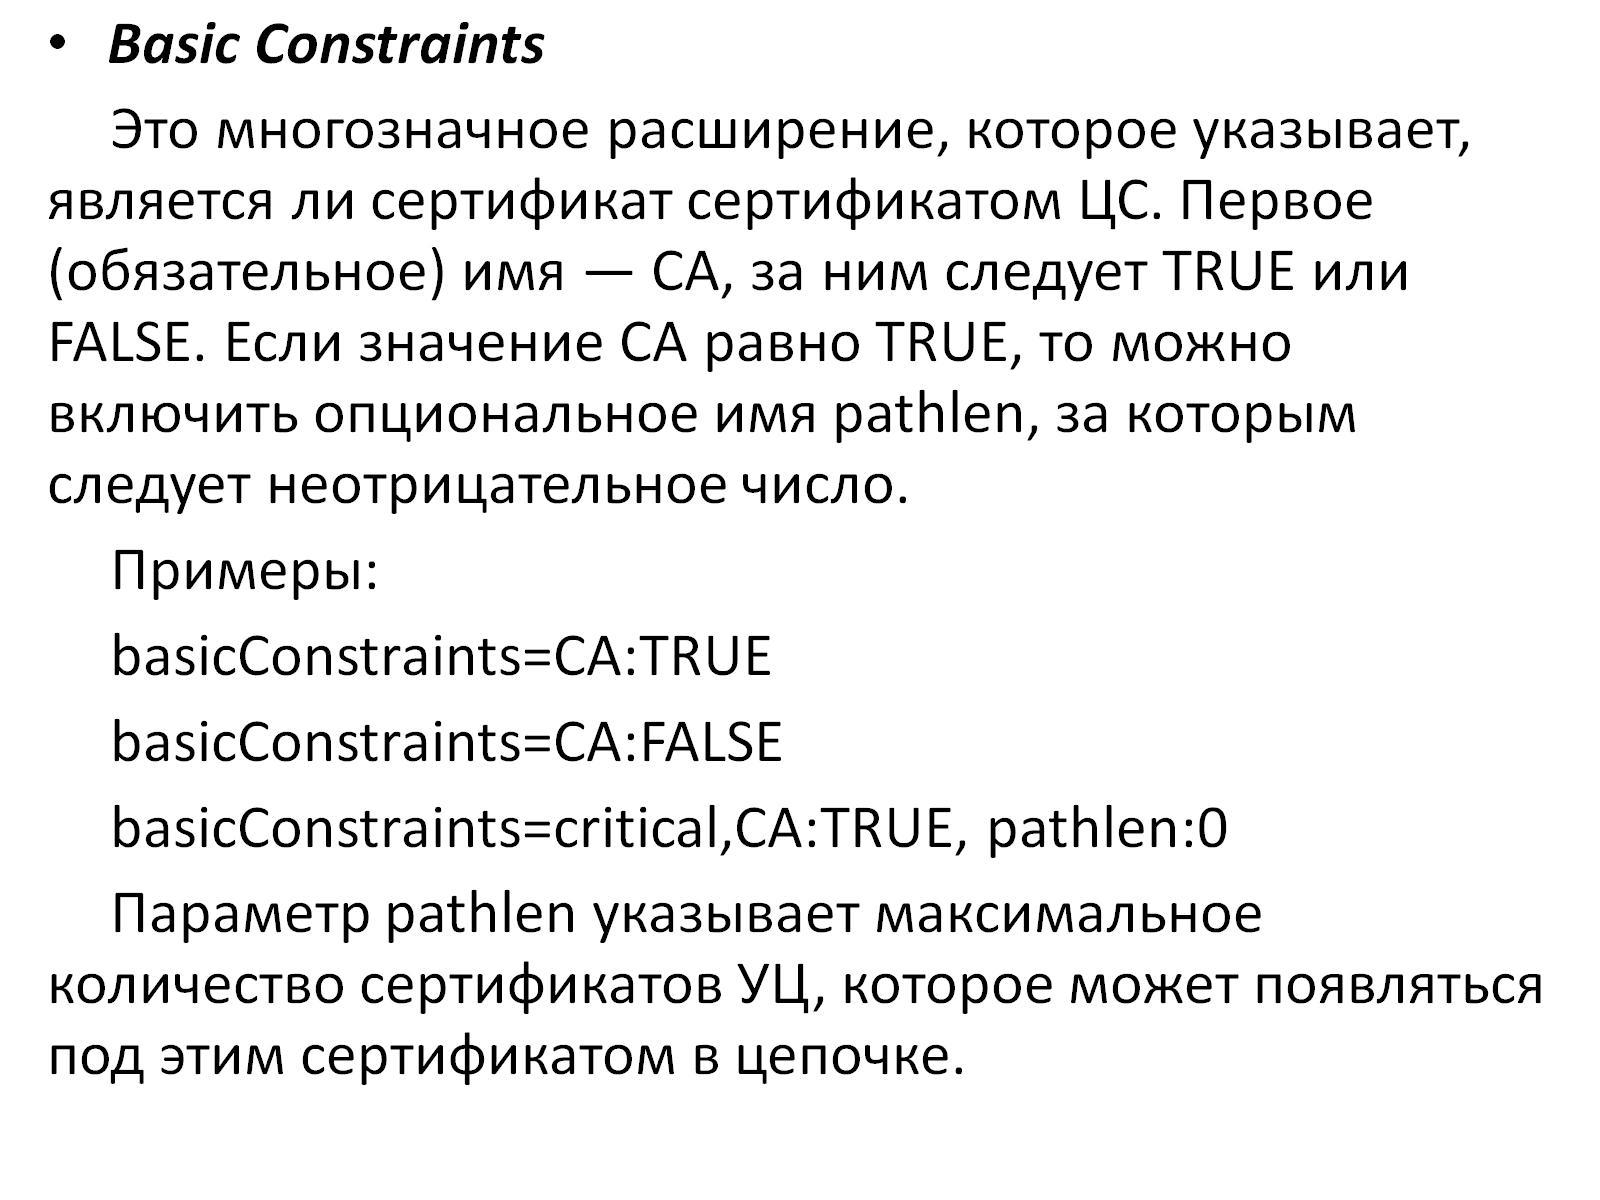 • Basic Constraints
Это многозначное расширение, которое указывает,
является ли сертификат сертификатом ЦС. Первое
(обязательное) имя — CA, за ним следует TRUE или
FALSE. Если значение CA равно TRUE, то можно
включить опциональное имя pathlen, за которым
следует неотрицательное число.
Примеры:
basicConstraints=CA:TRUE
basicConstraints=CA:FALSE
basicConstraints=critical,CA:TRUE, pathlen:0
Параметр pathlen указывает максимальное
количество сертификатов УЦ, которое может появляться
под этим сертификатом в цепочке.